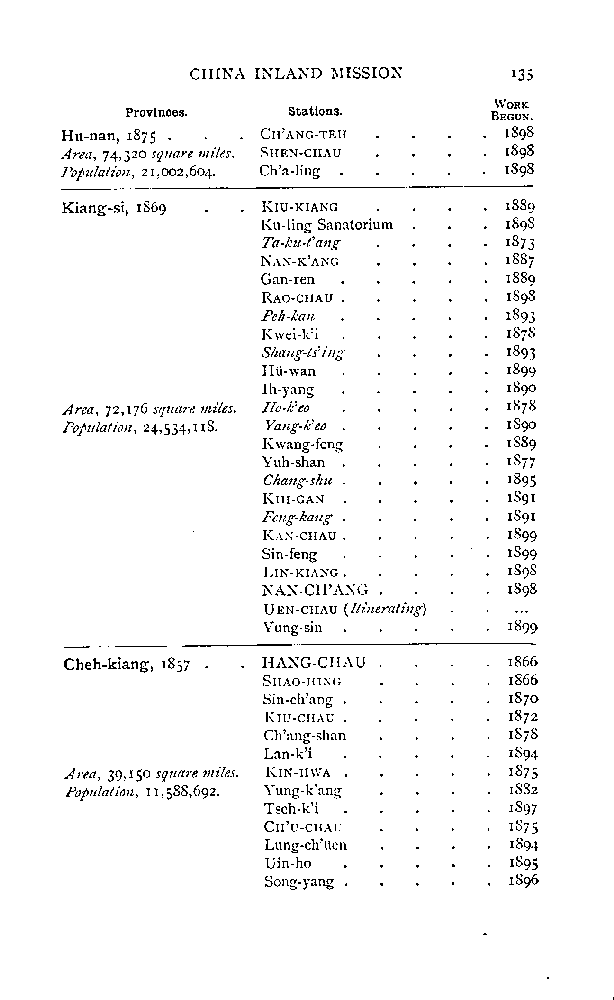 CHINA INLAND MISSION 135
Provinces. Stations. WORK BEGUN.
Hu-nan, 1875 . . . CH'ANG-TEH . . . . 1898
Area, 74,320 square miles. SHEN-CHAU . . . . 1898
Population, 21,002,604. Ch'a-ling . . . . . 1898
Kiang-si, 1869 . . KIU-KIANG . . . . 1889
Ku-ling Sanatorium . . . 1898
Ta-ku-t'ang . . . . 1873
NAN-K'ANG . . . . 1887
Gan-ren . . . . . 1889
RAO-CHAU . . . . . 1898
Peh-kan . . . . . 1893
Kwei-k'i . . . . . 1878
Shang-ts'ing . . . . 1893
Hü-wan . . . . . 1899
Ih-yang . . . . . 1890
Area, 72,176 square miles. Ho-k'eo . . . . . 1878
Population, 24,534,118. Yang-k'eo . . . . . 1890
Kwang-feng . . . . 1889
Yuh-shan . . . . . 1877
Chang-shu . . . . . 1895
KIH-GAN . . . . . 1891
Feng-kang . . . . . 1891
KAN-CHAU . . . . . 1899
Sin-feng . . . . . 1899
LIN-KIANG . . . . . 1898
NAN-CH'ANG . . . . 1898
UEN-CHAU (Itinerating) . . ...
Yung-sin . . . . . 1899
Cheh-kiang, 1857 . . HANG-CHAU . . . . 1866
SHAO-HING . . . . 1866
Sin-ch'ang . . . . . 1870
KIU-CHAU . . . . . 1872
Ch'ang-shan . . . . 1878
Lan-k'i . . . . . 1894
Area, 39,150 square miles. KIN-HWA . . . . . 1875
Population, 11,588,692. Yung-k'ang . . . . 1882
Tseh-k'i . . . . . 1897
CH'U-CHAU . . . . 1875
Lung-ch'üen . . . . 1894
Uin-ho . . . . . 1895
Song-yang . . . . . 1896